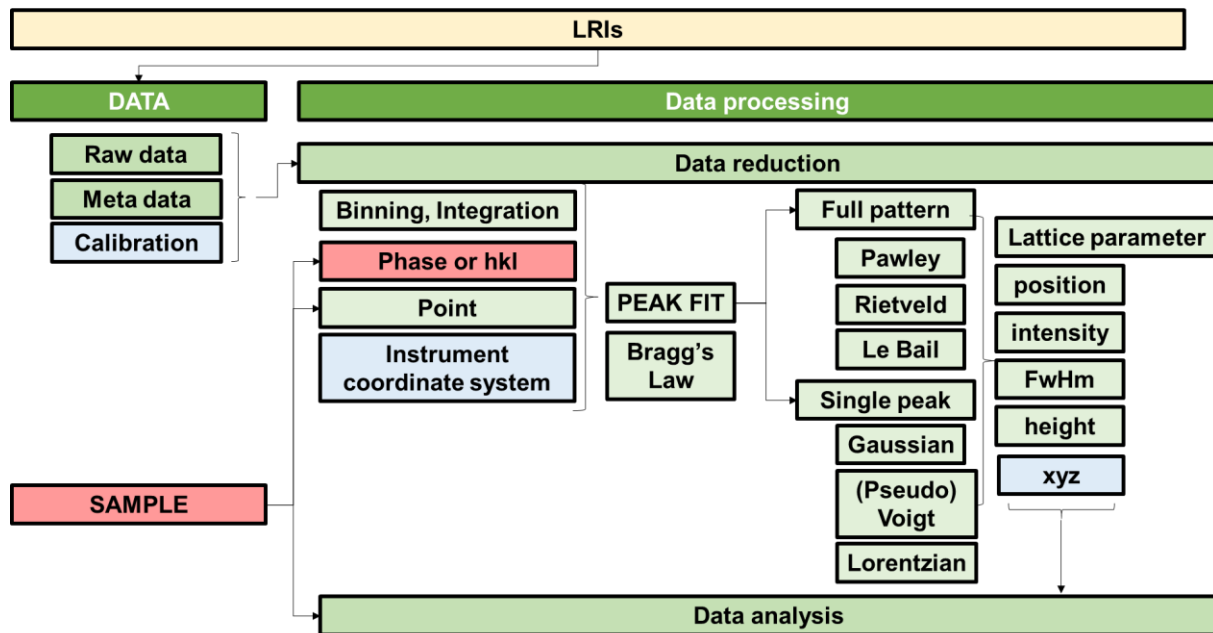 LRIs
DATA
Data processing
Raw data
Meta data
Calibration
Data reduction
Binning, Integration
Phase or hkl
Point
Instrument
coordinate system
PEAK FIT
Bragg's
Law
Full pattern
Pawley
Rietveld
Le Bail
Single peak
Gaussian
(Pseudo)
Voigt
Lorentzian
Lattice parameter
position
intensity
FwHm
height
xyz
SAMPLE
Data analysis